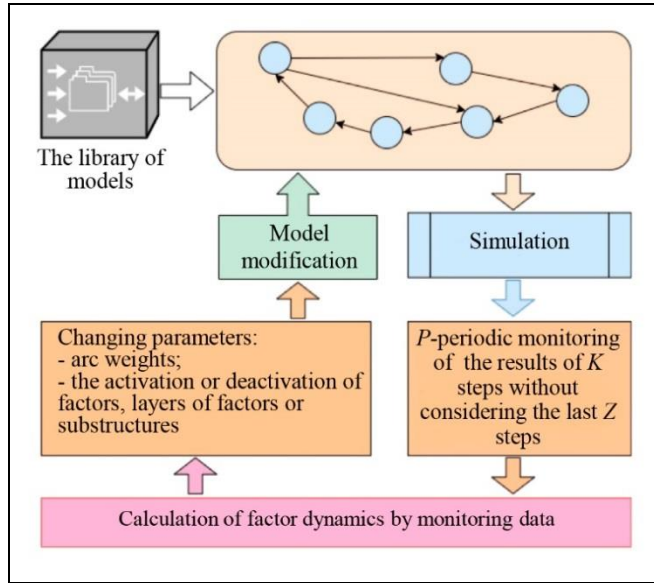 The library of
models
Model
modification
Simulation
Changing parameters:
- arc weights;
- the activation or deactivation of
factors, layers of factors or
substructures
P-periodic monitoring
of the results of K
steps without
considering the last Z
steps
Calculation of factor dynamics by monitoring data